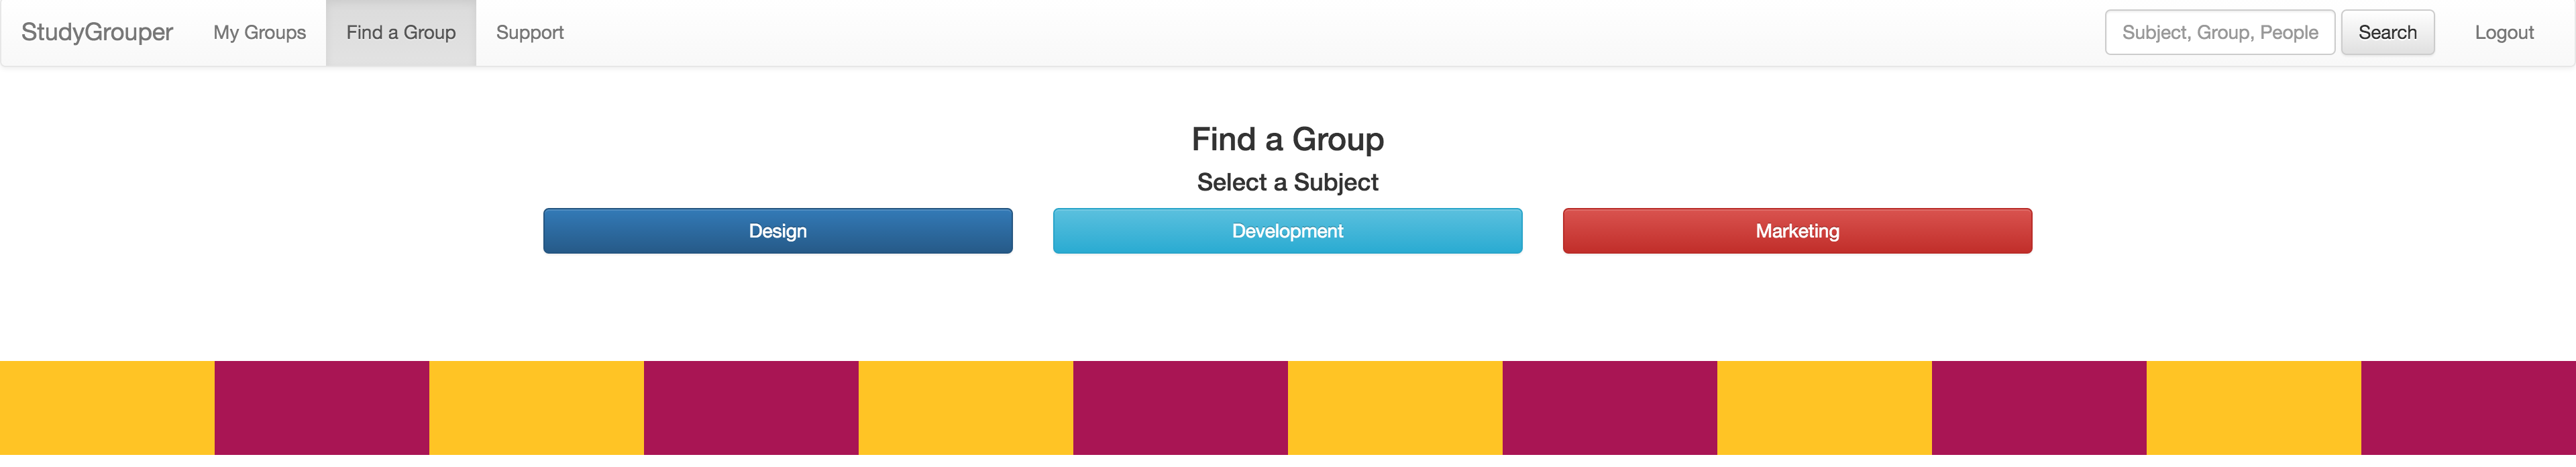 StudyGrouper My Groups Find a Group Support Subject, Group, People Search Logout
Find a Group
Select a Subject
Design Development Marketing